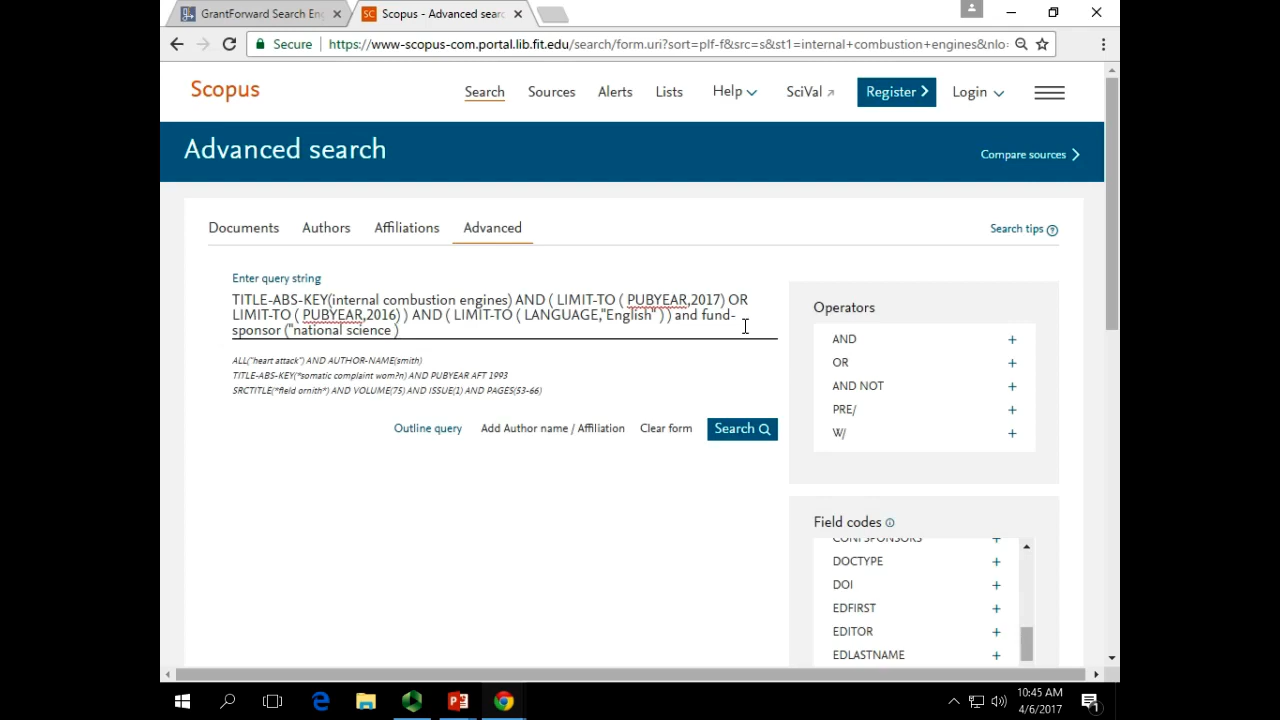 GrantForward Search Eng
SC Scopus - Advanced searc
Secure https://www-scopus-com.portal.lib.fit.edu/search/form.uri?sort=plf-f&src=s&st1=internal+combustion+engines&nlo
Scopus Search Sources Alerts Lists Help SciVal Register Login
Advanced search
Compare sources
Documents Authors Affiliations Advanced
Search tips
Enter query string
TITLE-ABS-KEY(internal combustion engines) AND ( LIMIT-TO ( PUBYEAR,2017) OR
LIMIT-TO ( PUBYEAR,2016) ) AND ( LIMIT-TO ( LANGUAGE,"English" ) ) and fund-
sponsor ("national science )
ALL("heart attack") AND AUTHOR-NAME(smith)
TITLE-ABS-KEY(*somatic complaint wom?n) AND PUBYEAR AFT 1993
SRCTITLE(*field ornith*) AND VOLUME(75) AND ISSUE(1) AND PAGES(53-66)
Outline query Add Author name / Affiliation Clear form Search
Operators
AND +
OR +
AND NOT +
PRE/ +
W/ +
Field codes
CONFSPONSORS +
DOCTYPE +
DOI +
EDFIRST +
EDITOR +
EDLASTNAME +
10:45 AM
4/6/2017
1